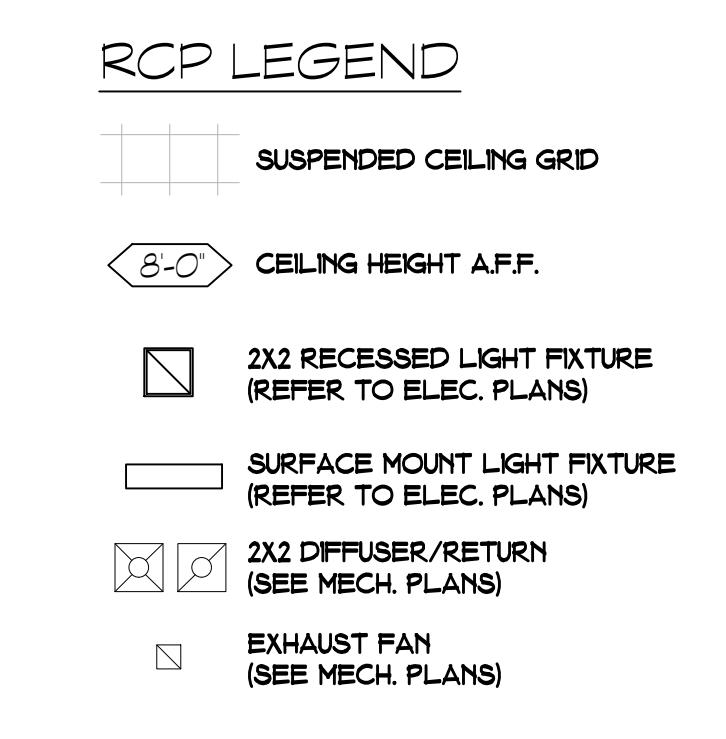 RCP LEGEND
SUSPENDED CEILING GRID
8'-0"
CEILING HEIGHT A.F.F.
2X2 RECESSED LIGHT FIXTURE
(REFER TO ELEC. PLANS)
SURFACE MOUNT LIGHT FIXTURE
(REFER TO ELEC. PLANS)
2X2 DIFFUSER/RETURN
(SEE MECH. PLANS)
EXHAUST FAN
(SEE MECH. PLANS)